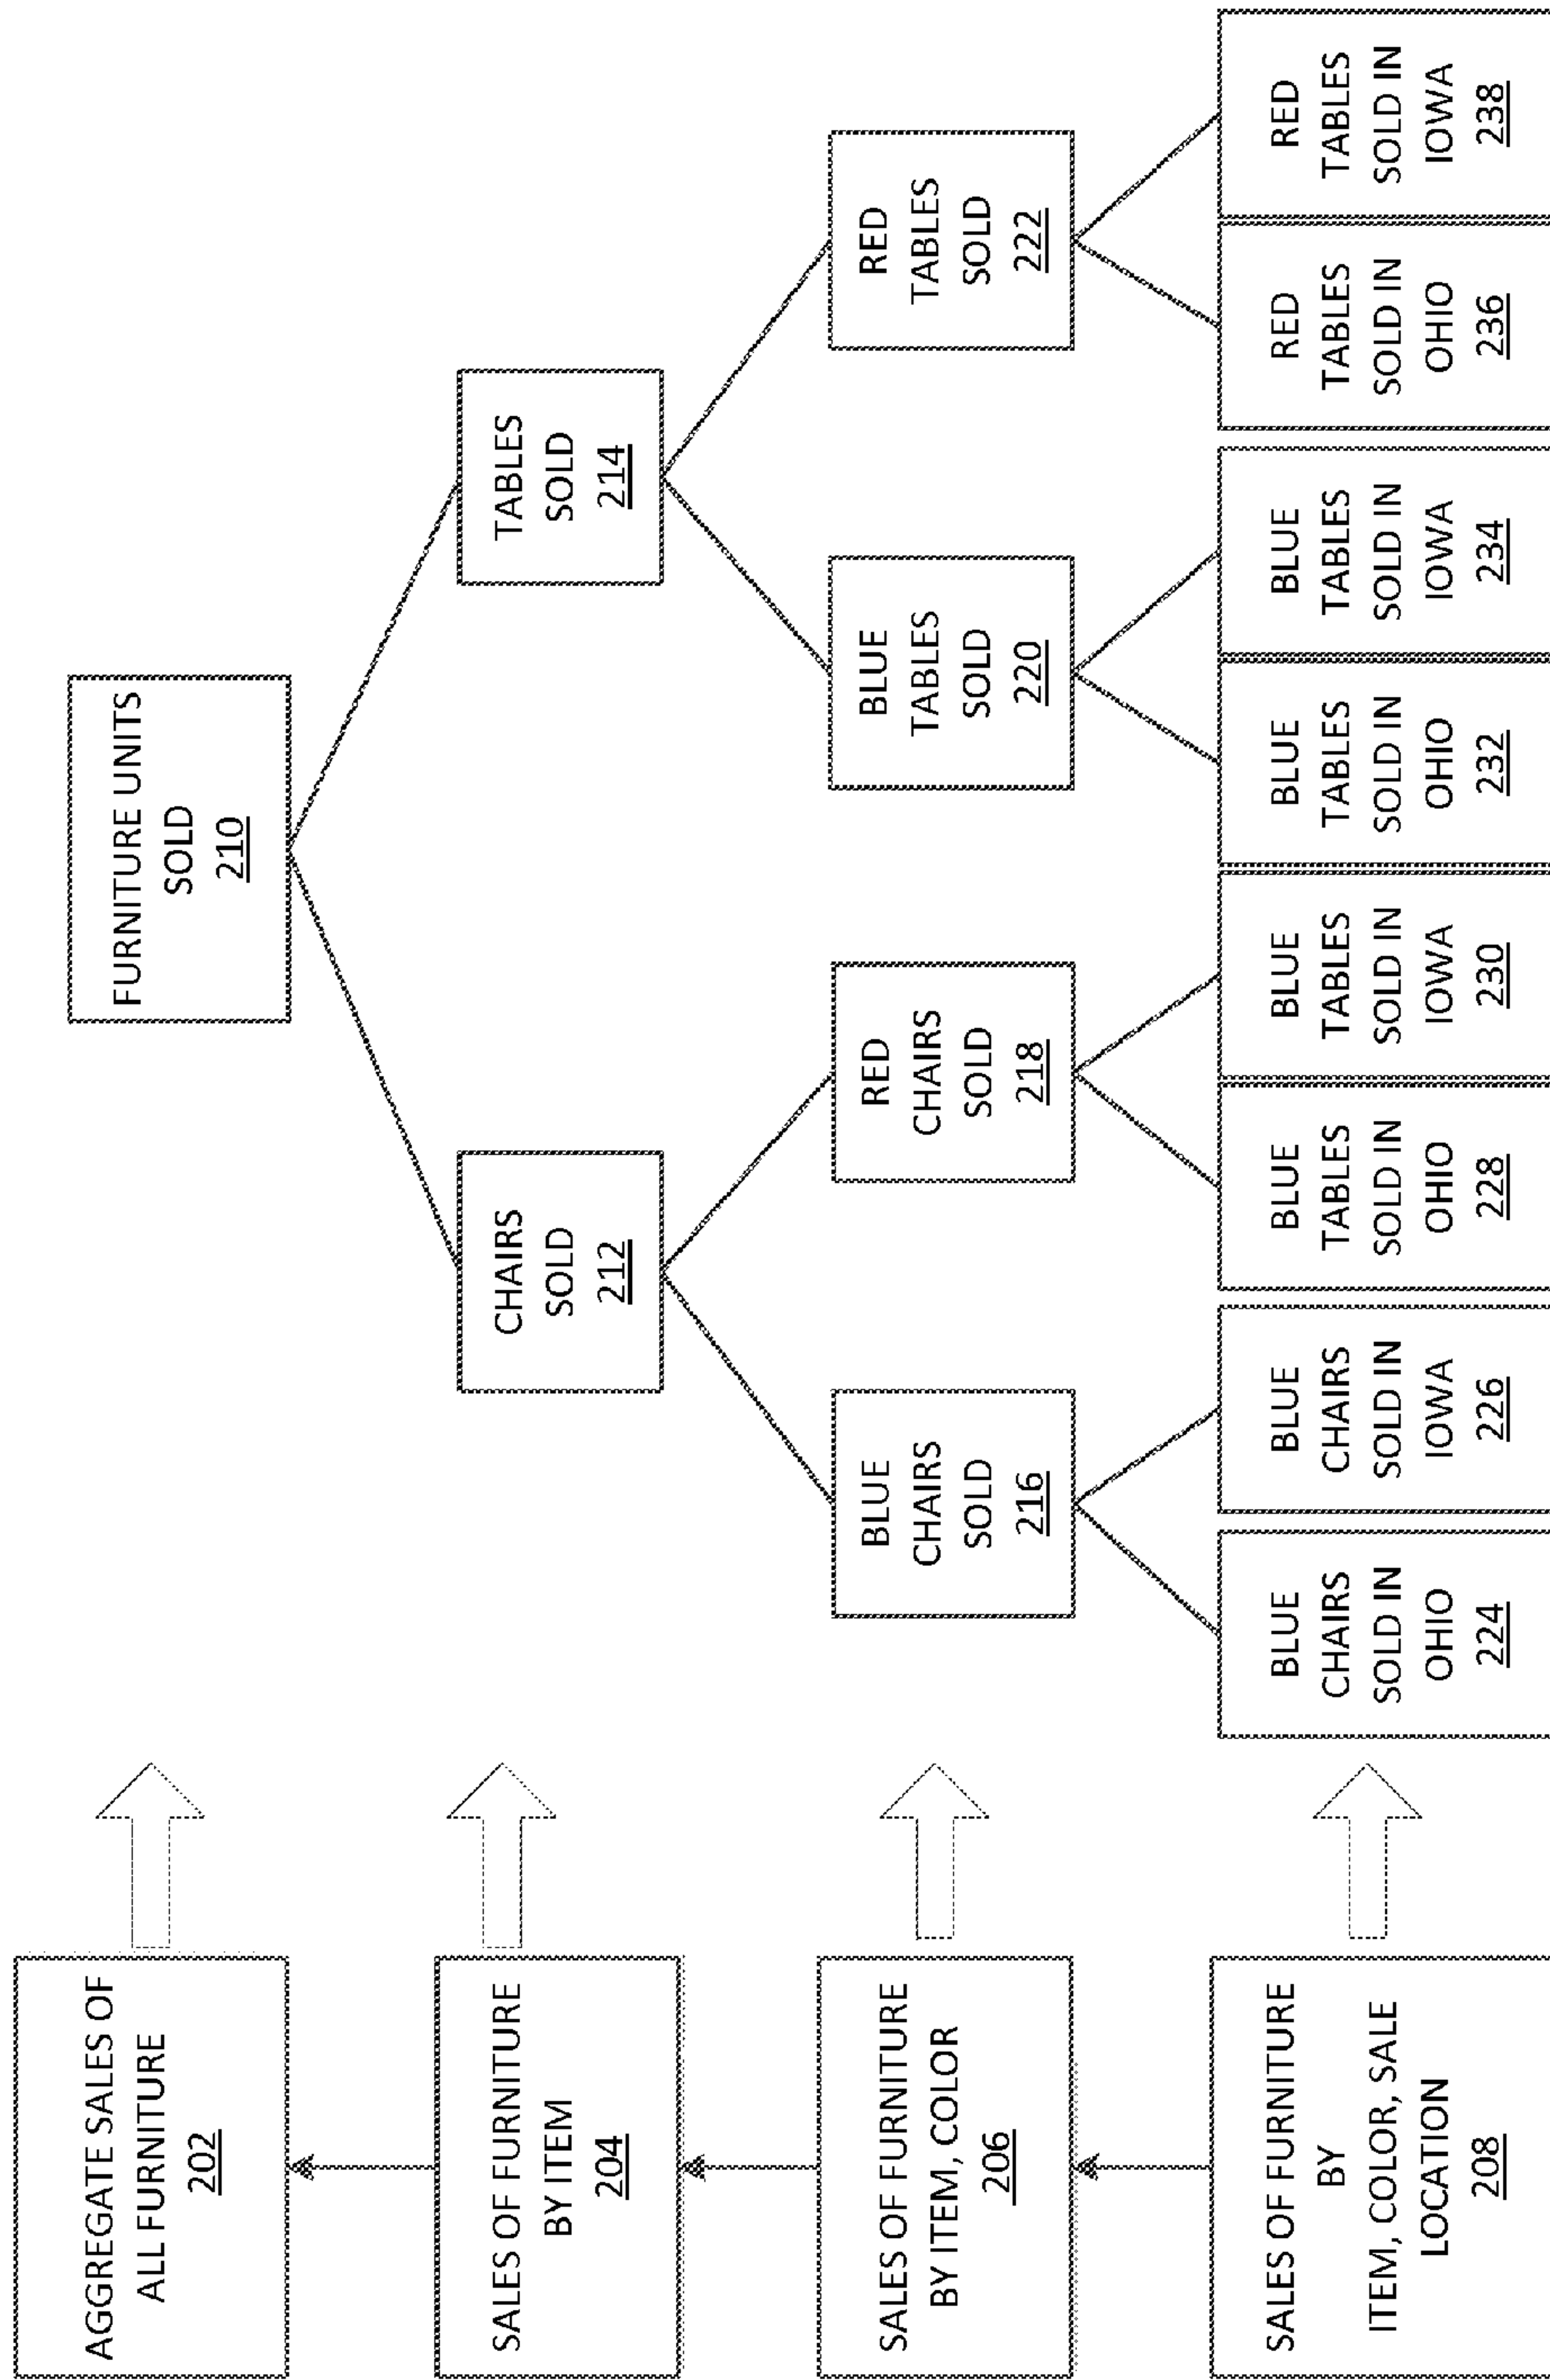 AGGREGATE SALES OF
ALL FURNITURE
202
SALES OF FURNITURE
BY ITEM
204
SALES OF FURNITURE
BY ITEM, COLOR
206
SALES OF FURNITURE
BY
ITEM, COLOR, SALE
LOCATION
208
FURNITURE UNITS
SOLD
210
CHAIRS
SOLD
212
TABLES
SOLD
214
BLUE
CHAIRS
SOLD
216
RED
CHAIRS
SOLD
218
BLUE
TABLES
SOLD
220
RED
TABLES
SOLD
222
BLUE
CHAIRS
SOLD IN
OHIO
224
BLUE
CHAIRS
SOLD IN
IOWA
226
BLUE
TABLES
SOLD IN
OHIO
228
BLUE
TABLES
SOLD IN
IOWA
230
BLUE
TABLES
SOLD IN
OHIO
232
BLUE
TABLES
SOLD IN
IOWA
234
RED
TABLES
SOLD IN
OHIO
236
RED
TABLES
SOLD IN
IOWA
238